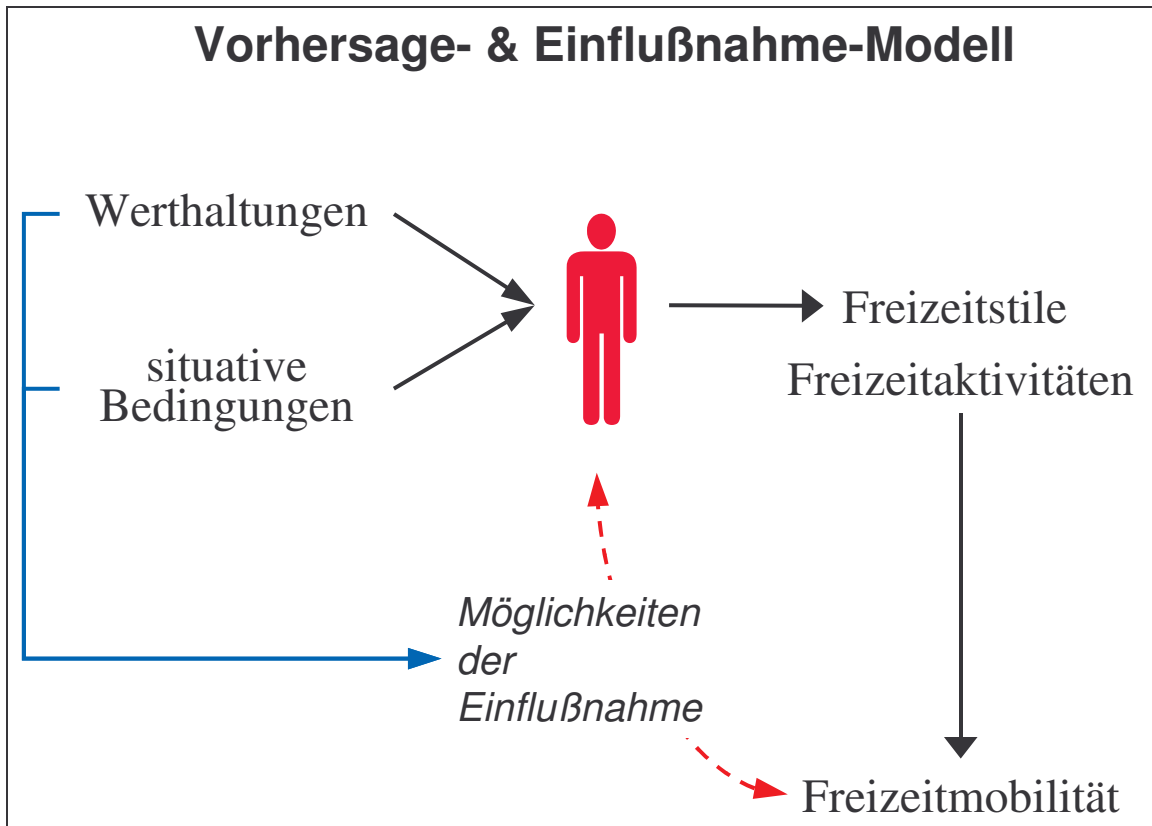 Vorhersage- & Einflußnahme-Modell
Werthaltungen
situative
Bedingungen
Freizeitstile
Freizeitaktivitäten
Möglichkeiten
der
Einflußnahme
Freizeitmobilität